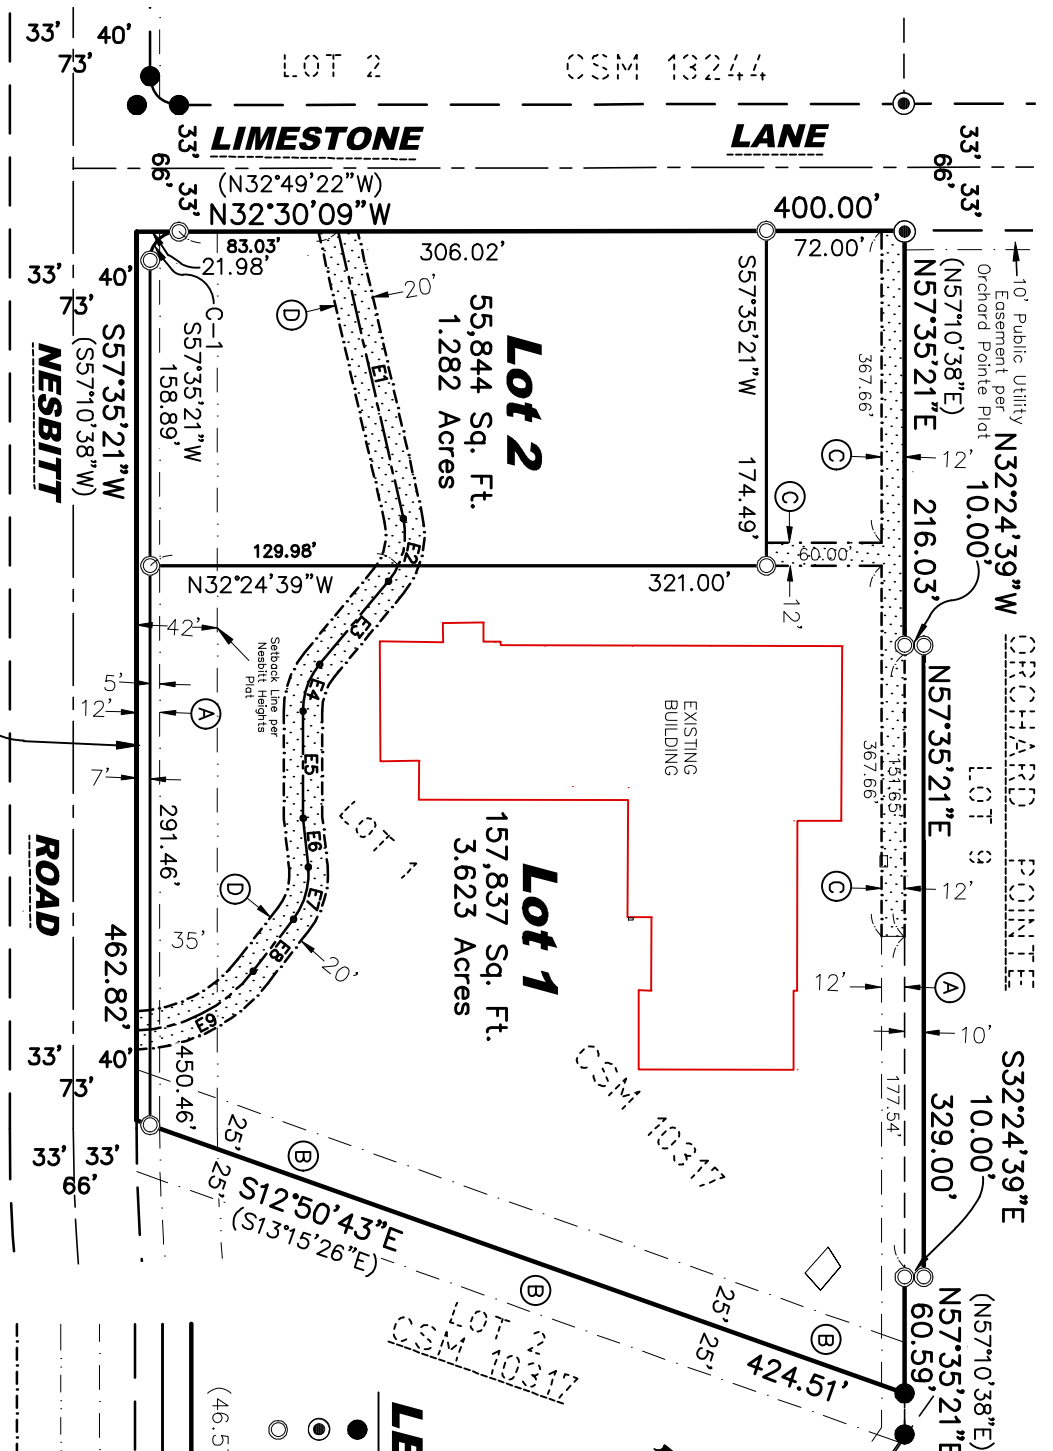 33'
40'
73'
LOT 2
CSM 13244
33'
66'
33'
LIMESTONE
LANE
33'
66'
33'
(N32°49'22"W)
N32°30'09"W
400.00'
83.03'
306.02'
72.00'
21.98'
C-1
33'
40'
73'
S57°35'21"W
158.89'
S57°35'21"W
(S57°10'38"W)
NESBITT
D
20'
E1
Lot 2
55,844 Sq. Ft.
1.282 Acres
S57°35'21"W
174.49'
10' Public Utility
Easement per
Orchard Pointe Plat
(N57°10'38"E)
N57°35'21"E
216.03'
367.66'
C
12'
N32°24'39"W
10.00'
C
60.00'
12'
129.98'
N32°24'39"W
321.00'
E2
E3
E4
E5
E6
E7
E8
E9
42'
Setback Line per
Nesbitt Heights
Plat
5'
12'
A
7'
291.46'
ROAD
462.82'
35'
D
20'
LOT 1
EXISTING
BUILDING
Lot 1
157,837 Sq. Ft.
3.623 Acres
CSM 10317
ORCHARD POINTE
LOT 9
N57°35'21"E
329.00'
151.65'
367.66'
C
12'
12'
A
10'
177.54'
S32°24'39"E
10.00'
33'
40'
73'
450.46'
33'
33'
66'
25'
25'
B
S12°50'43"E
(S13°15'26"E)
B
LOT 2
CSM 10317
25'
25'
B
424.51'
(N57°10'38"E)
N57°35'21"E
60.59'
(46.5
LE